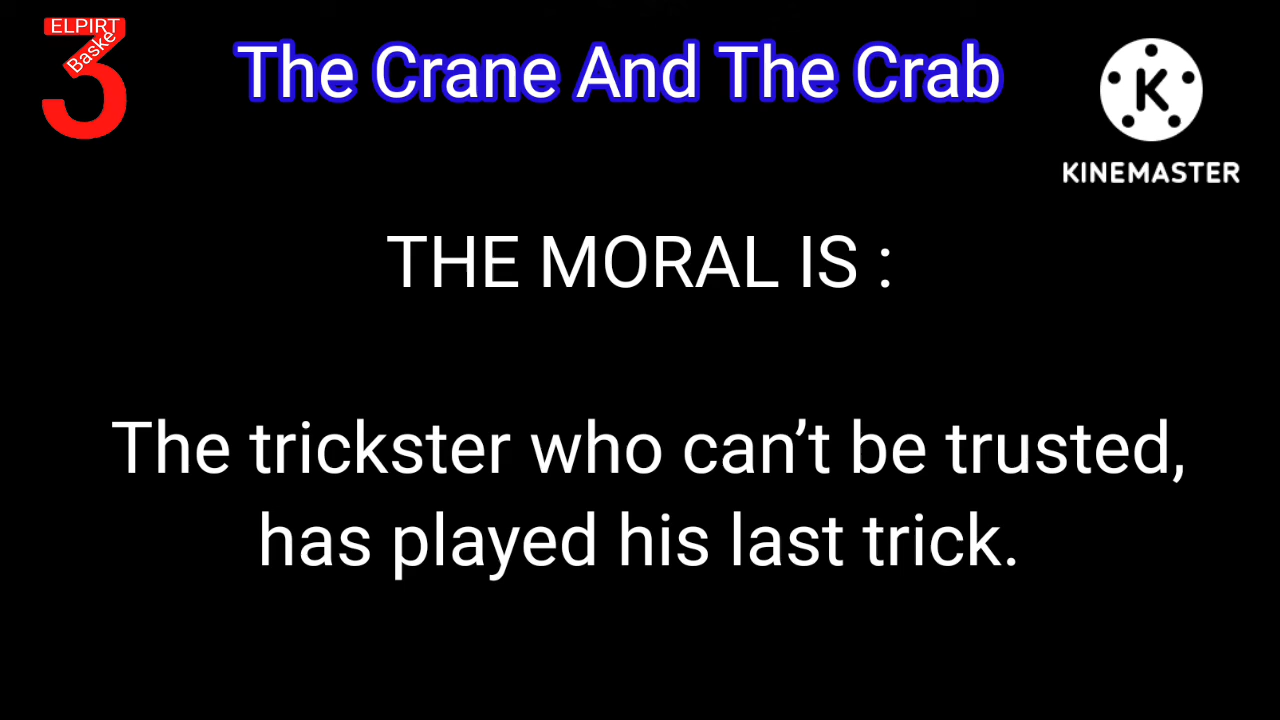 ELPIRT
Baske
3
The Crane And The Crab
K
KINEMASTER
THE MORAL IS :
The trickster who can’t be trusted,
has played his last trick.